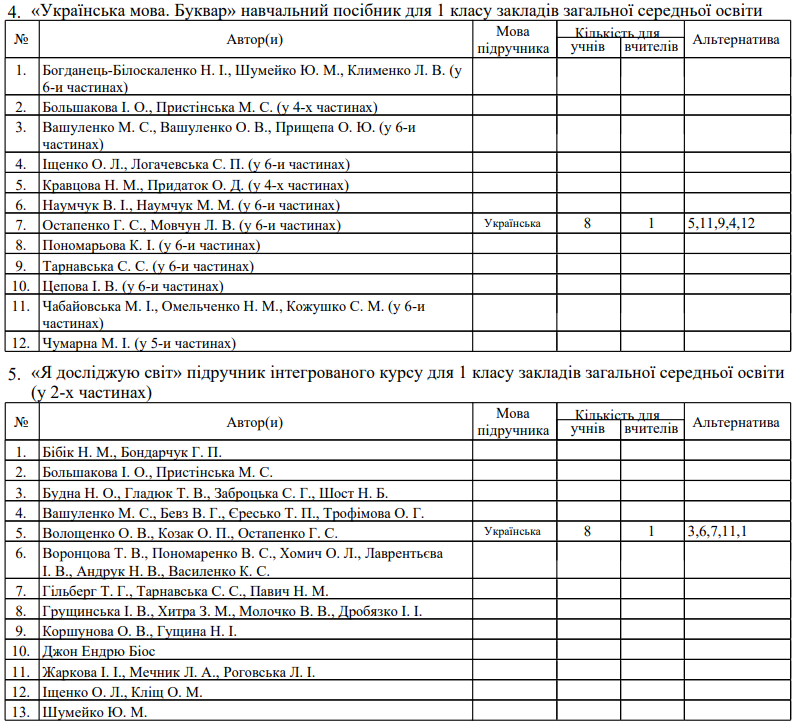 4. «Українська мова. Буквар» навчальний посібник для 1 класу закладів загальної середньої освіти
№ Автор(и) Мова підручника Кількість для учнів вчителів Альтернатива
1. Богданець-Білоскаленко Н. І., Шумейко Ю. М., Клименко Л. В. (у
6-и частинах)
2. Большакова І. О., Пристінська М. С. (у 4-х частинах)
3. Вашуленко М. С., Вашуленко О. В., Прищепа О. Ю. (у 6-и
частинах)
4. Іщенко О. Л., Логачевська С. П. (у 6-и частинах)
5. Кравцова Н. М., Придаток О. Д. (у 4-х частинах)
6. Наумчук В. І., Наумчук М. М. (у 6-и частинах)
7. Остапенко Г. С., Мовчун Л. В. (у 6-и частинах) Українська 8 1 5,11,9,4,12
8. Пономарьова К. І. (у 6-и частинах)
9. Тарнавська С. С. (у 6-и частинах)
10. Цепова І. В. (у 6-и частинах)
11. Чабайовська М. І., Омельченко Н. М., Кожушко С. М. (у 6-и
частинах)
12. Чумарна М. І. (у 5-и частинах)
5. «Я досліджую світ» підручник інтегрованого курсу для 1 класу закладів загальної середньої освіти
(у 2-х частинах)
№ Автор(и) Мова підручника Кількість для учнів вчителів Альтернатива
1. Бібік Н. М., Бондарчук Г. П.
2. Большакова І. О., Пристінська М. С.
3. Будна Н. О., Гладюк Т. В., Заброцька С. Г., Шост Н. Б.
4. Вашуленко М. С., Бевз В. Г., Єресько Т. П., Трофімова О. Г.
5. Волощенко О. В., Козак О. П., Остапенко Г. С. Українська 8 1 3,6,7,11,1
6. Воронцова Т. В., Пономаренко В. С., Хомич О. Л., Лаврентьєва
І. В., Андрук Н. В., Василенко К. С.
7. Гільберг Т. Г., Тарнавська С. С., Павич Н. М.
8. Грущинська І. В., Хитра З. М., Молочко В. В., Дробязко І. І.
9. Коршунова О. В., Гущина Н. І.
10. Джон Ендрю Біос
11. Жаркова І. І., Мечник Л. А., Роговська Л. І.
12. Іщенко О. Л., Кліщ О. М.
13. Шумейко Ю. М.